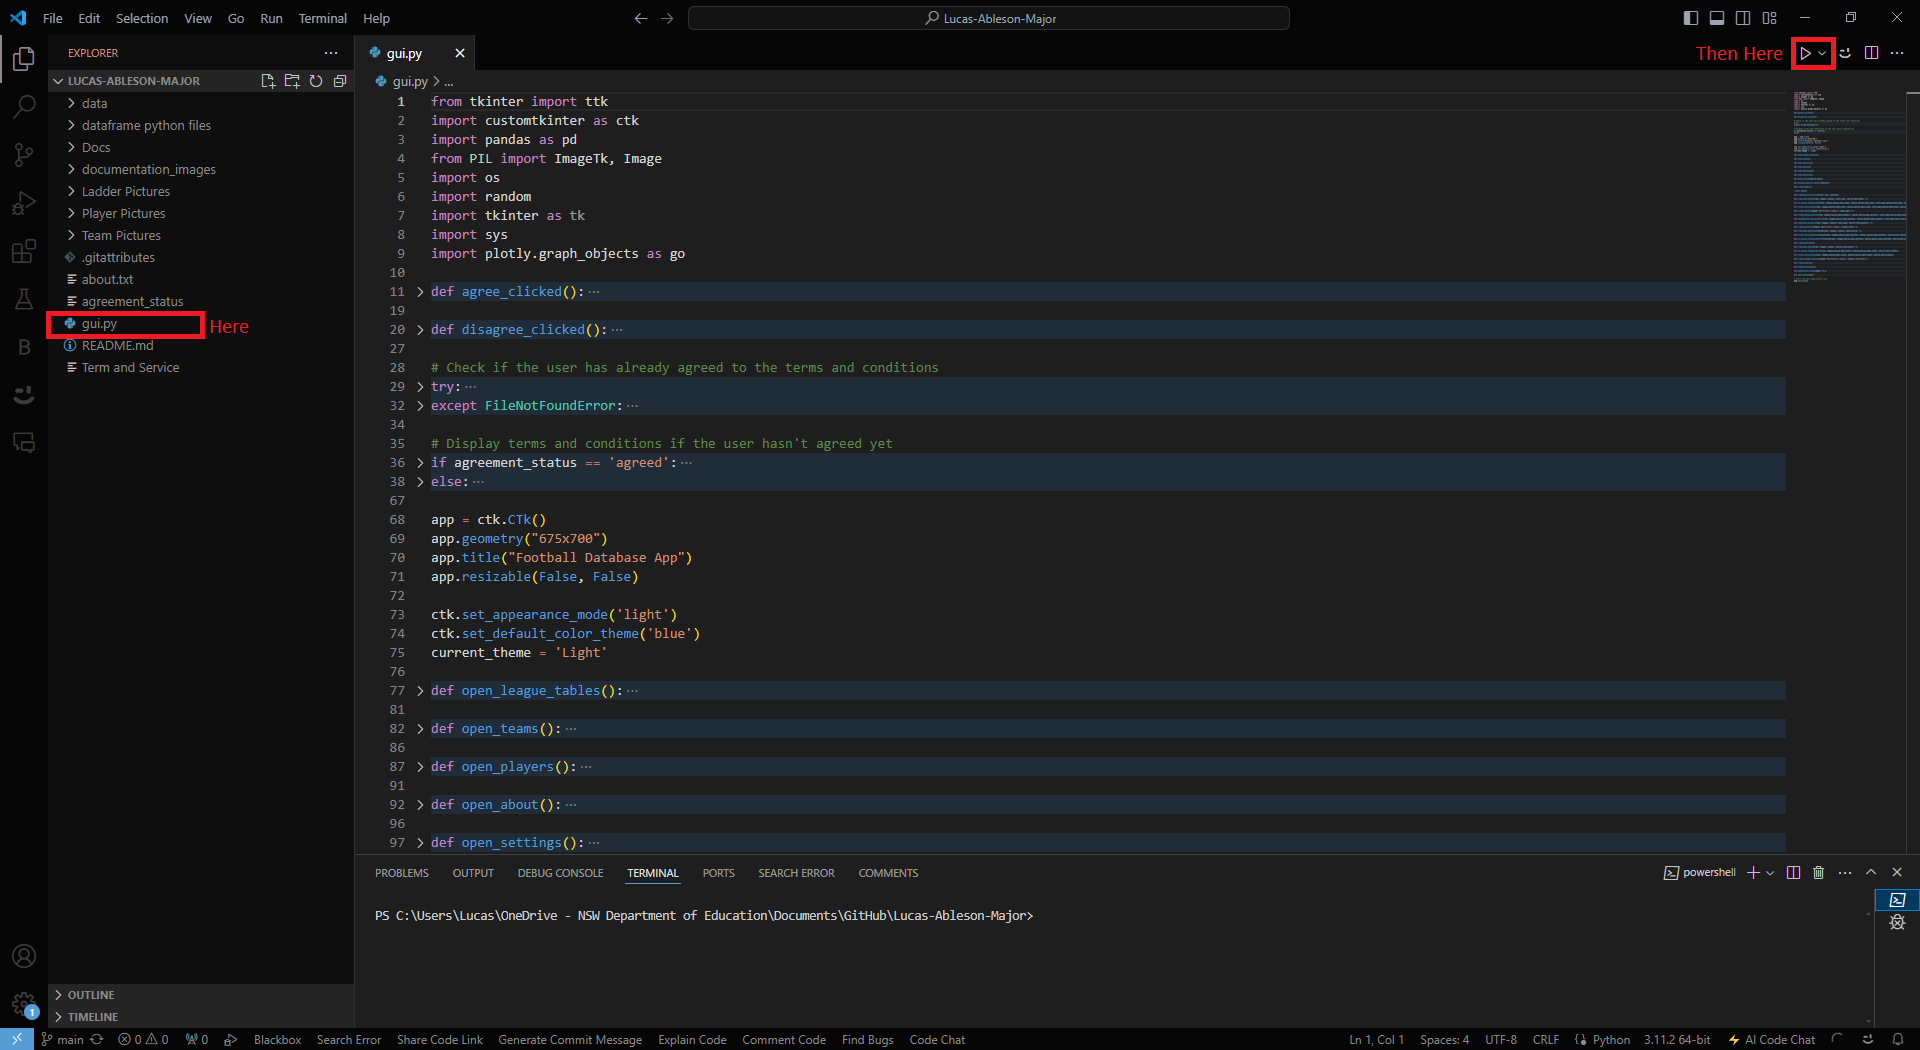 File Edit Selection View Go Run Terminal Help
Lucas-Ableson-Major
EXPLORER
LUCAS-ABLESON-MAJOR
data
dataframe python files
Docs
documentation_images
Ladder Pictures
Player Pictures
Team Pictures
.gitattributes
about.txt
agreement_status
gui.py
Here
README.md
Term and Service
OUTLINE
TIMELINE
gui.py
Then Here
gui.py > ...
1 from tkinter import ttk
2 import customtkinter as ctk
3 import pandas as pd
4 from PIL import ImageTk, Image
5 import os
6 import random
7 import tkinter as tk
8 import sys
9 import plotly.graph_objects as go
10
11 def agree_clicked():···
19
20 def disagree_clicked():···
27
28 # Check if the user has already agreed to the terms and conditions
29 try:···
32 except FileNotFoundError:···
34
35 # Display terms and conditions if the user hasn't agreed yet
36 if agreement_status == 'agreed':···
38 else:···
67
68 app = ctk.CTk()
69 app.geometry("675x700")
70 app.title("Football Database App")
71 app.resizable(False, False)
72
73 ctk.set_appearance_mode('light')
74 ctk.set_default_color_theme('blue')
75 current_theme = 'Light'
76
77 def open_league_tables():···
81
82 def open_teams():···
86
87 def open_players():···
91
92 def open_about():···
96
97 def open_settings():···
PROBLEMS OUTPUT DEBUG CONSOLE TERMINAL PORTS SEARCH ERROR COMMENTS
powershell
PS C:\Users\Lucas\OneDrive - NSW Department of Education\Documents\GitHub\Lucas-Ableson-Major>
B
1
main 0 0 0 Blackbox Search Error Share Code Link Generate Commit Message Explain Code Comment Code Find Bugs Code Chat
Ln 1, Col 1 Spaces: 4 UTF-8 CRLF Python 3.11.2 64-bit AI Code Chat